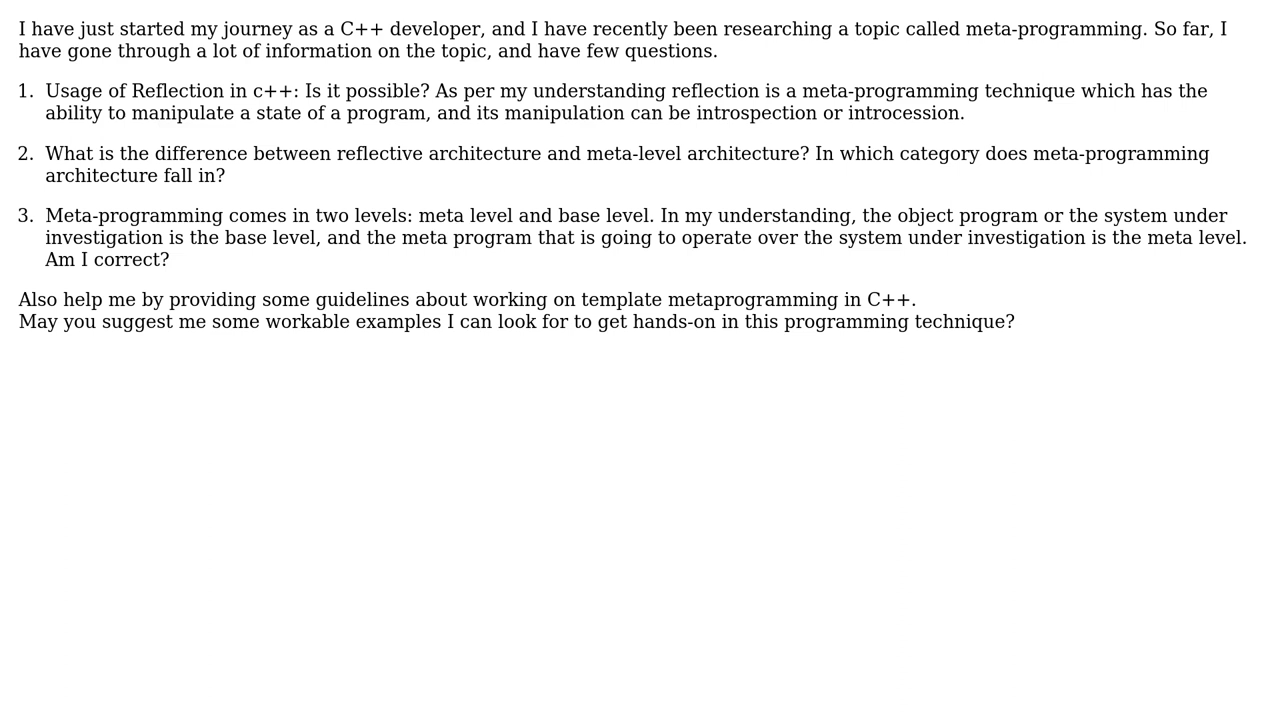 I have just started my journey as a C++ developer, and I have recently been researching a topic called meta-programming. So far, I
have gone through a lot of information on the topic, and have few questions.
1. Usage of Reflection in c++: Is it possible? As per my understanding reflection is a meta-programming technique which has the
ability to manipulate a state of a program, and its manipulation can be introspection or introcession.
2. What is the difference between reflective architecture and meta-level architecture? In which category does meta-programming
architecture fall in?
3. Meta-programming comes in two levels: meta level and base level. In my understanding, the object program or the system under
investigation is the base level, and the meta program that is going to operate over the system under investigation is the meta level.
Am I correct?
Also help me by providing some guidelines about working on template metaprogramming in C++.
May you suggest me some workable examples I can look for to get hands-on in this programming technique?